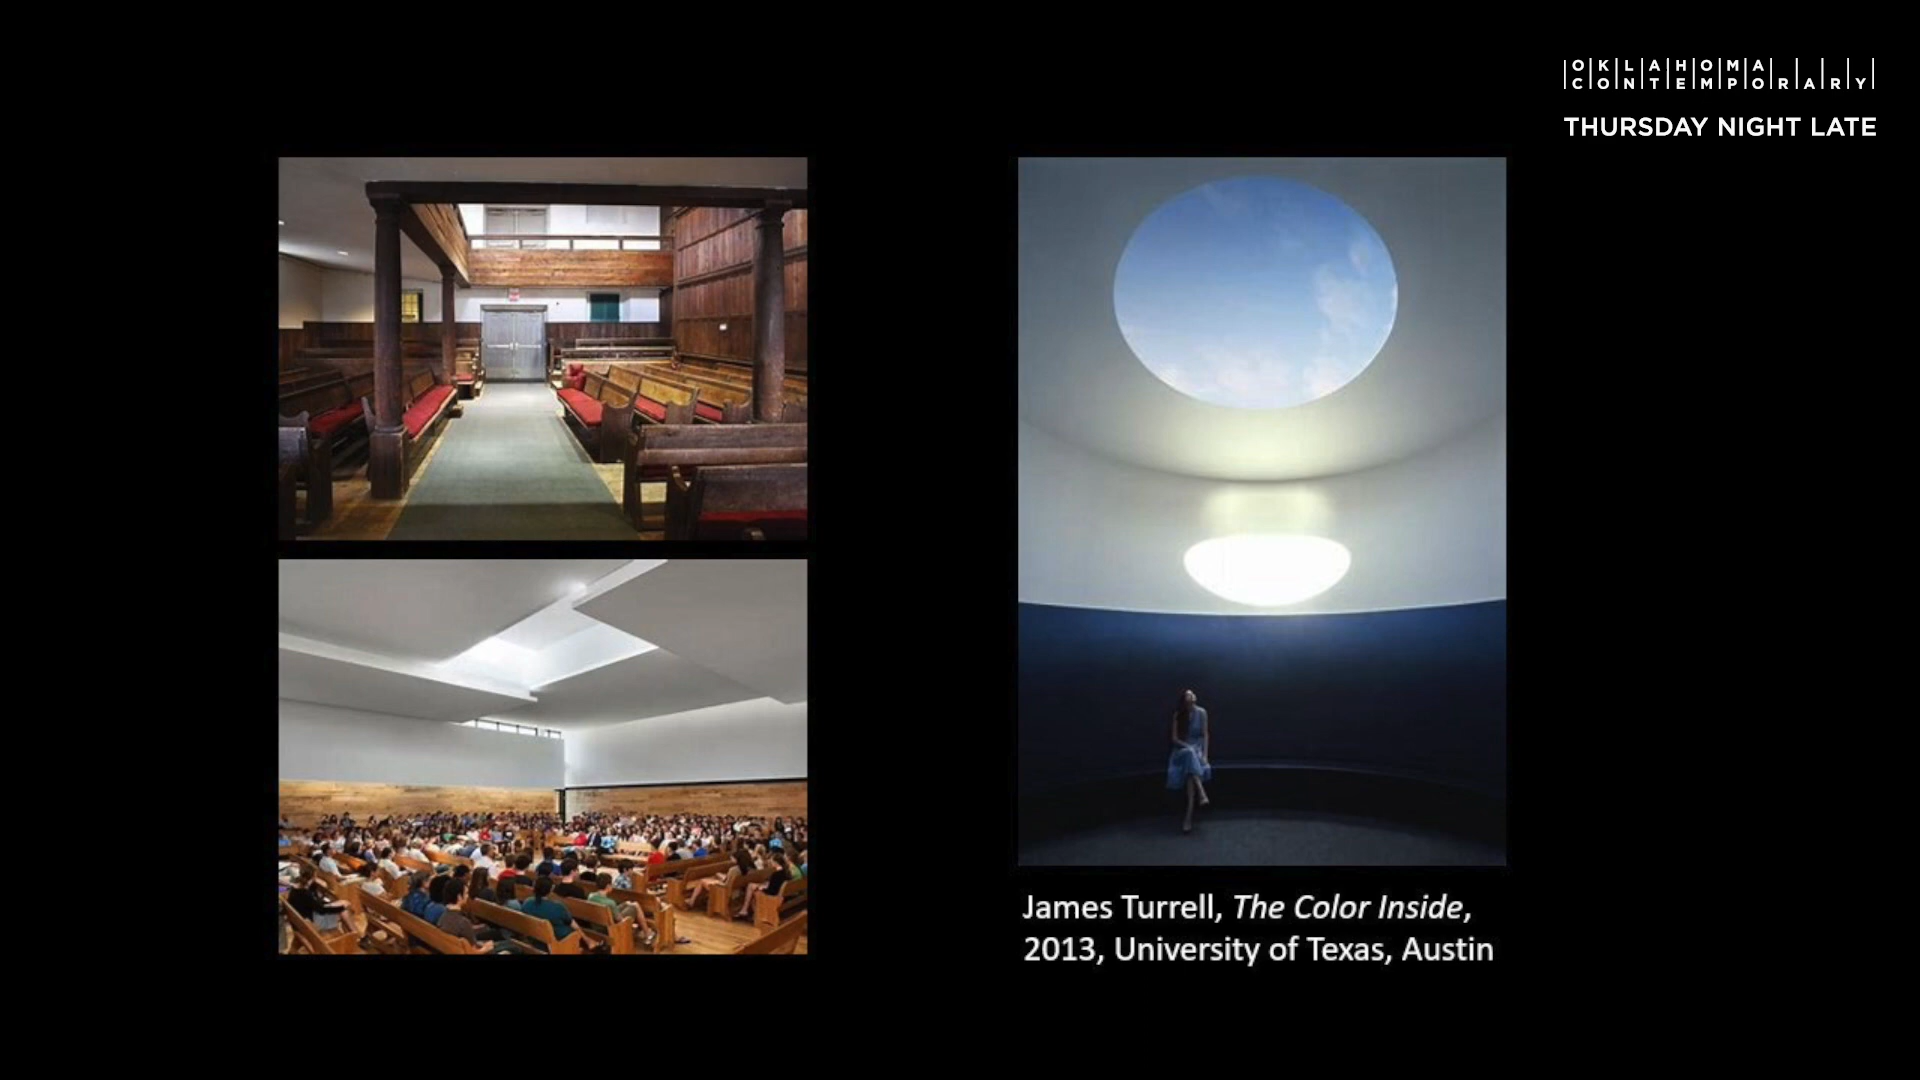 OKLAHOMA
CONTEMPORARY
THURSDAY NIGHT LATE
James Turrell, The Color Inside,
2013, University of Texas, Austin